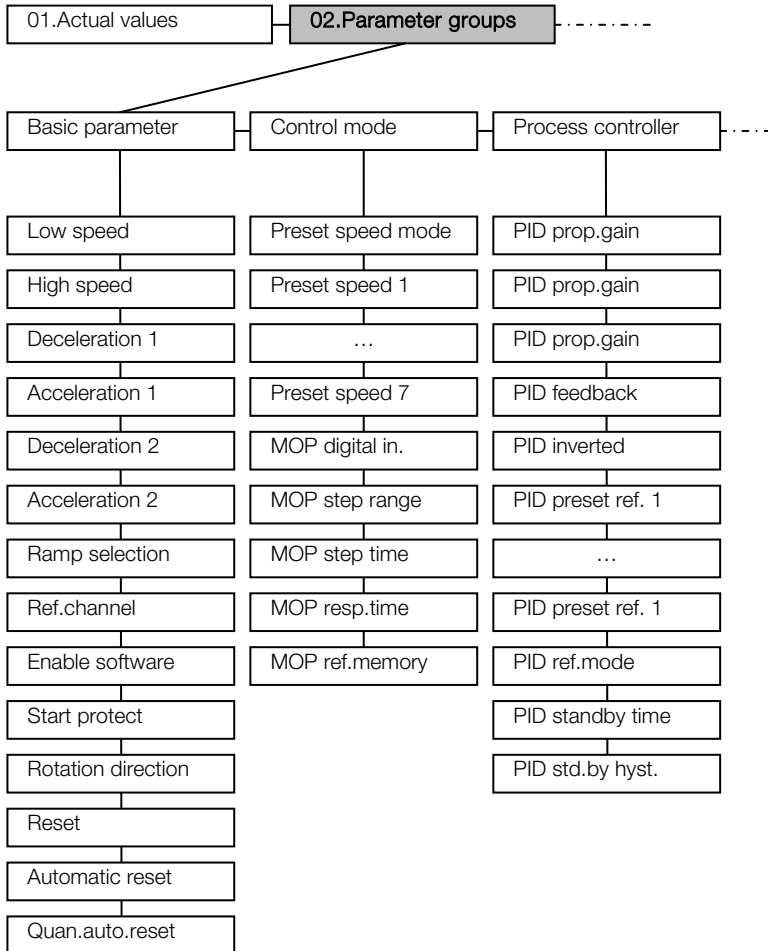 01.Actual values
02.Parameter groups
Basic parameter
Control mode
Process controller
Low speed
High speed
Deceleration 1
Acceleration 1
Deceleration 2
Acceleration 2
Ramp selection
Ref.channel
Enable software
Start protect
Rotation direction
Reset
Automatic reset
Quan.auto.reset
Preset speed mode
Preset speed 1
…
Preset speed 7
MOP digital in.
MOP step range
MOP step time
MOP resp.time
MOP ref.memory
PID prop.gain
PID prop.gain
PID prop.gain
PID feedback
PID inverted
PID preset ref. 1
…
PID preset ref. 1
PID ref.mode
PID standby time
PID std.by hyst.